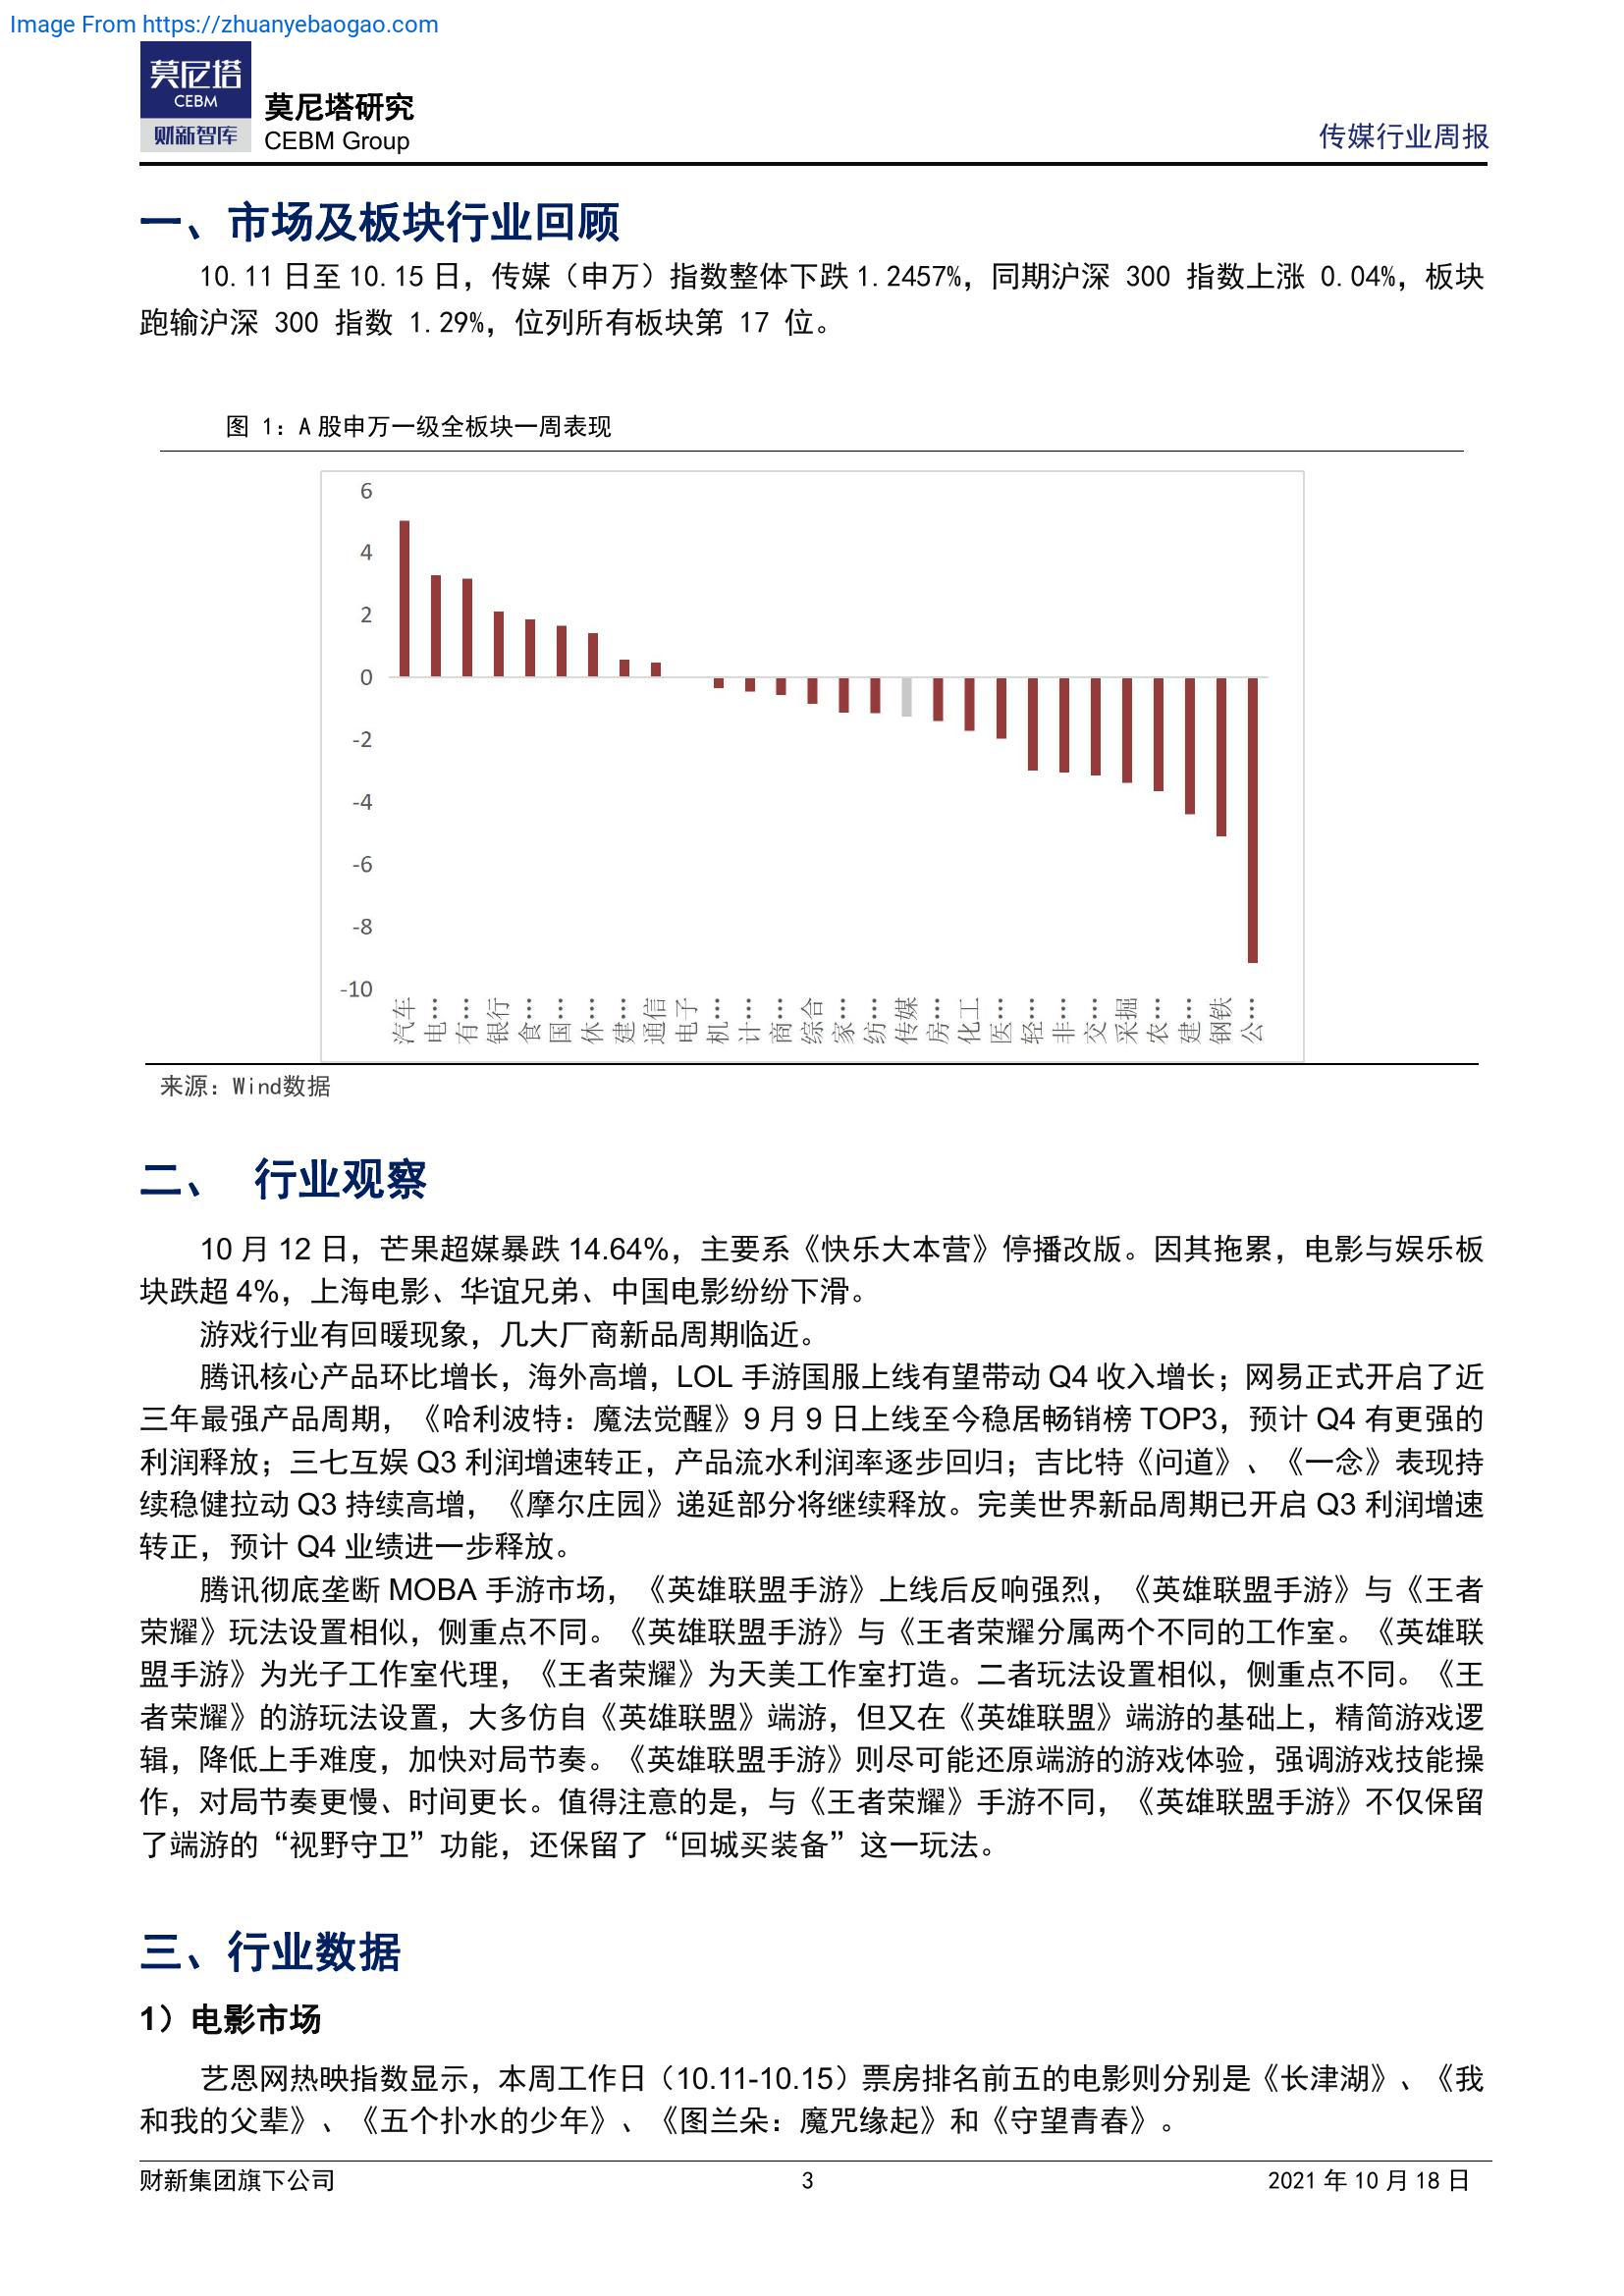 Image From https://zhuanyebaogao.com
莫尼塔
CEBM
财新智库
莫尼塔研究
CEBM Group
传媒行业周报
一、市场及板块行业回顾
10.11 日至 10.15 日，传媒（申万）指数整体下跌 1.2457%，同期沪深 300 指数上涨 0.04%，板块
跑输沪深 300 指数 1.29%，位列所有板块第 17 位。
图 1：A 股申万一级全板块一周表现
6
4
2
0
-2
-4
-6
-8
-10
汽车
电…
有…
银行
食…
国…
休…
建…
通信
电子
机…
计…
商…
综合
家…
纺…
传媒
房…
化工
医…
轻…
非…
交…
采掘
农…
建…
钢铁
公…
来源：Wind数据
二、 行业观察
10 月 12 日，芒果超媒暴跌 14.64%，主要系《快乐大本营》停播改版。因其拖累，电影与娱乐板
块跌超 4%，上海电影、华谊兄弟、中国电影纷纷下滑。
游戏行业有回暖现象，几大厂商新品周期临近。
腾讯核心产品环比增长，海外高增，LOL 手游国服上线有望带动 Q4 收入增长；网易正式开启了近
三年最强产品周期，《哈利波特：魔法觉醒》9 月 9 日上线至今稳居畅销榜 TOP3，预计 Q4 有更强的
利润释放；三七互娱 Q3 利润增速转正，产品流水利润率逐步回归；吉比特《问道》、《一念》表现持
续稳健拉动 Q3 持续高增，《摩尔庄园》递延部分将继续释放。完美世界新品周期已开启 Q3 利润增速
转正，预计 Q4 业绩进一步释放。
腾讯彻底垄断 MOBA 手游市场，《英雄联盟手游》上线后反响强烈，《英雄联盟手游》与《王者
荣耀》玩法设置相似，侧重点不同。《英雄联盟手游》与《王者荣耀分属两个不同的工作室。《英雄联
盟手游》为光子工作室代理，《王者荣耀》为天美工作室打造。二者玩法设置相似，侧重点不同。《王
者荣耀》的游玩法设置，大多仿自《英雄联盟》端游，但又在《英雄联盟》端游的基础上，精简游戏逻
辑，降低上手难度，加快对局节奏。《英雄联盟手游》则尽可能还原端游的游戏体验，强调游戏技能操
作，对局节奏更慢、时间更长。值得注意的是，与《王者荣耀》手游不同，《英雄联盟手游》不仅保留
了端游的“视野守卫”功能，还保留了“回城买装备”这一玩法。
三、行业数据
1）电影市场
艺恩网热映指数显示，本周工作日（10.11-10.15）票房排名前五的电影则分别是《长津湖》、《我
和我的父辈》、《五个扑水的少年》、《图兰朵：魔咒缘起》和《守望青春》。
财新集团旗下公司
3
2021 年 10 月 18 日